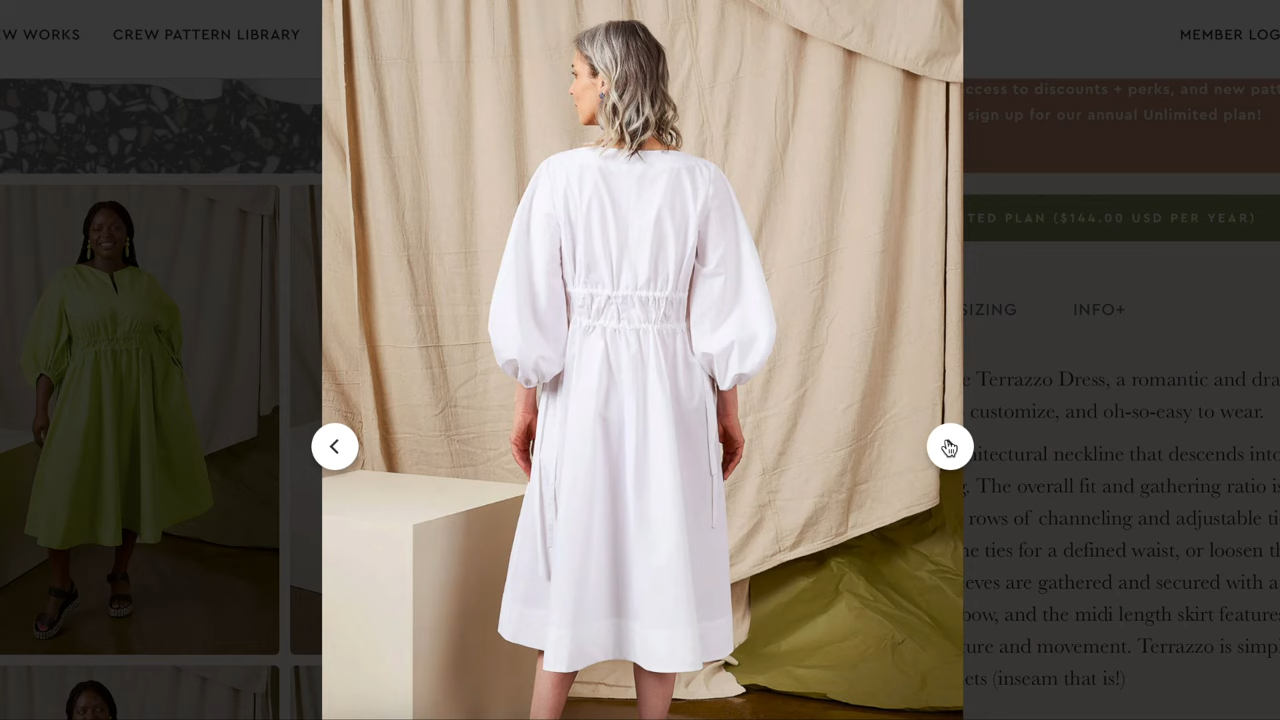 W WORKS
CREW PATTERN LIBRARY
MEMBER LOG
ccess to discounts + perks, and new pat
sign up for our annual Unlimited plan!
TED PLAN ($144.00 USD PER YEAR)
SIZING
INFO+
e Terrazzo Dress, a romantic and dra
customize, and oh-so-easy to wear.
itectural neckline that descends into
g. The overall fit and gathering ratio is
rows of channeling and adjustable ti
he ties for a defined waist, or loosen th
eves are gathered and secured with a
bow, and the midi length skirt features
ure and movement. Terrazzo is simp
ets (inseam that is!)